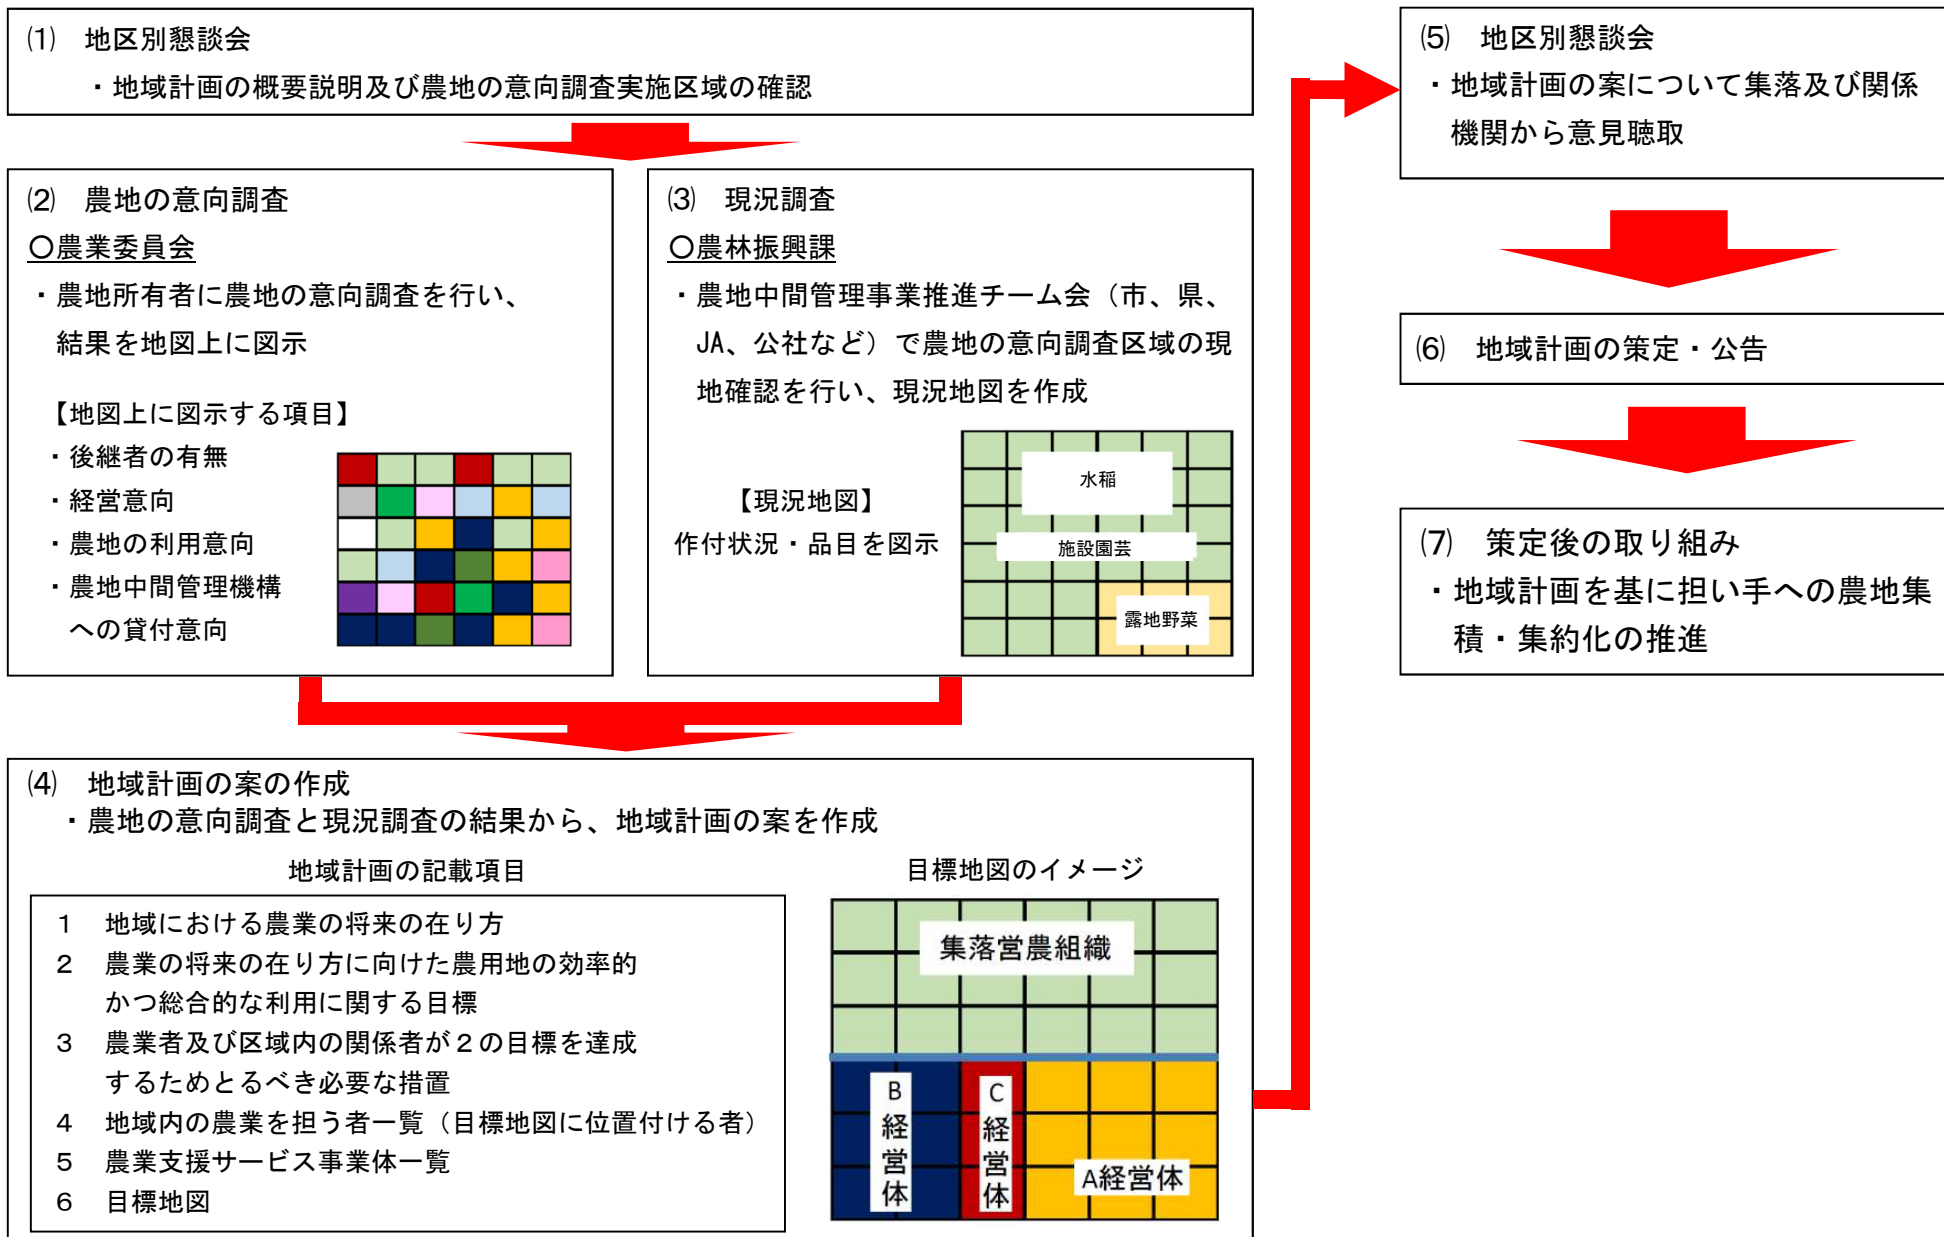 ⑴　地区別懇談会
・地域計画の概要説明及び農地の意向調査実施区域の確認
⑵　農地の意向調査
〇農業委員会
・農地所有者に農地の意向調査を行い、
結果を地図上に図示
【地図上に図示する項目】
・後継者の有無
・経営意向
・農地の利用意向
・農地中間管理機構
への貸付意向
⑶　現況調査
〇農林振興課
・農地中間管理事業推進チーム会（市、県、
JA、公社など）で農地の意向調査区域の現
地確認を行い、現況地図を作成
【現況地図】
作付状況・品目を図示
水稲
施設園芸
露地野菜
⑷　地域計画の案の作成
・農地の意向調査と現況調査の結果から、地域計画の案を作成
地域計画の記載項目
1　地域における農業の将来の在り方
2　農業の将来の在り方に向けた農用地の効率的
かつ総合的な利用に関する目標
3　農業者及び区域内の関係者が２の目標を達成
するためとるべき必要な措置
4　地域内の農業を担う者一覧（目標地図に位置付ける者）
5　農業支援サービス事業体一覧
6　目標地図
目標地図のイメージ
集落営農組織
B経営体
C経営体
A経営体
⑸　地区別懇談会
・地域計画の案について集落及び関係
機関から意見聴取
⑹　地域計画の策定・公告
⑺　策定後の取り組み
・地域計画を基に担い手への農地集
積・集約化の推進